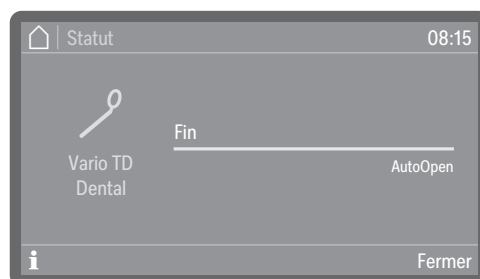 Statut 08:15
Fin
Vario TD
Dental
AutoOpen
i Fermer